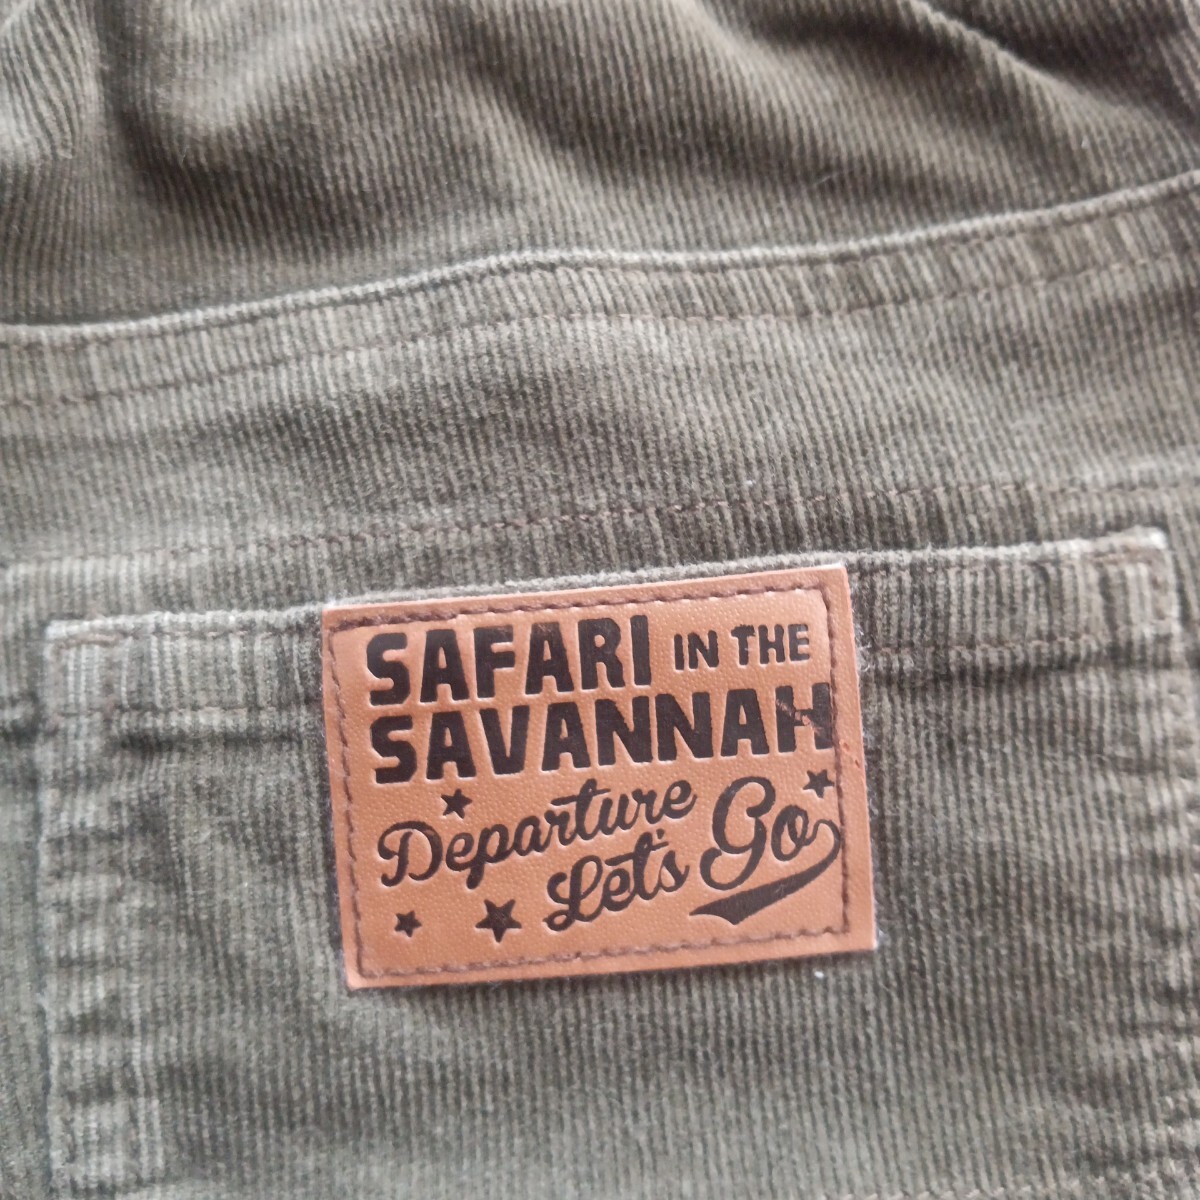 SAFARI IN THE
SAVANNAH
Departure
Let's Go